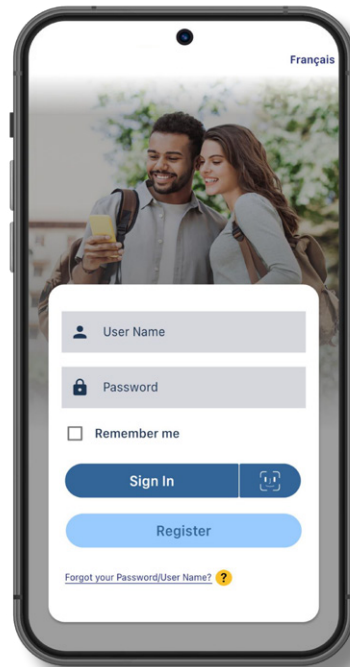 Français
User Name
Password
Remember me
Sign In
Register
Forgot your Password/User Name? ?